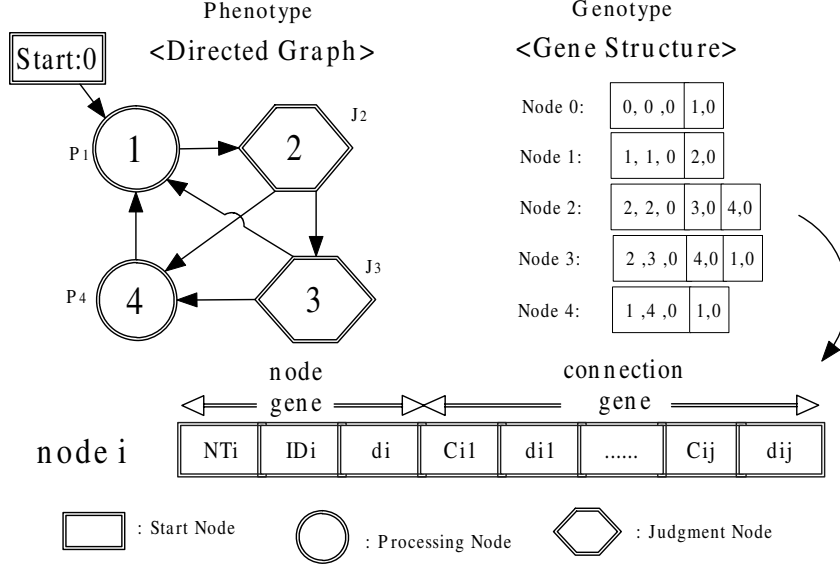 Phenotype
<Directed Graph>
Genotype
<Gene Structure>
Start:0
P1
1
J2
2
P4
4
J3
3
Node 0: 0, 0 ,0 1,0
Node 1: 1, 1, 0 2,0
Node 2: 2, 2, 0 3,0 4,0
Node 3: 2 ,3 ,0 4,0 1,0
Node 4: 1 ,4 ,0 1,0
node
gene
connection
gene
node i NTi IDi di Ci1 di1 ...... Cij dij
: Start Node
: Processing Node
: Judgment Node